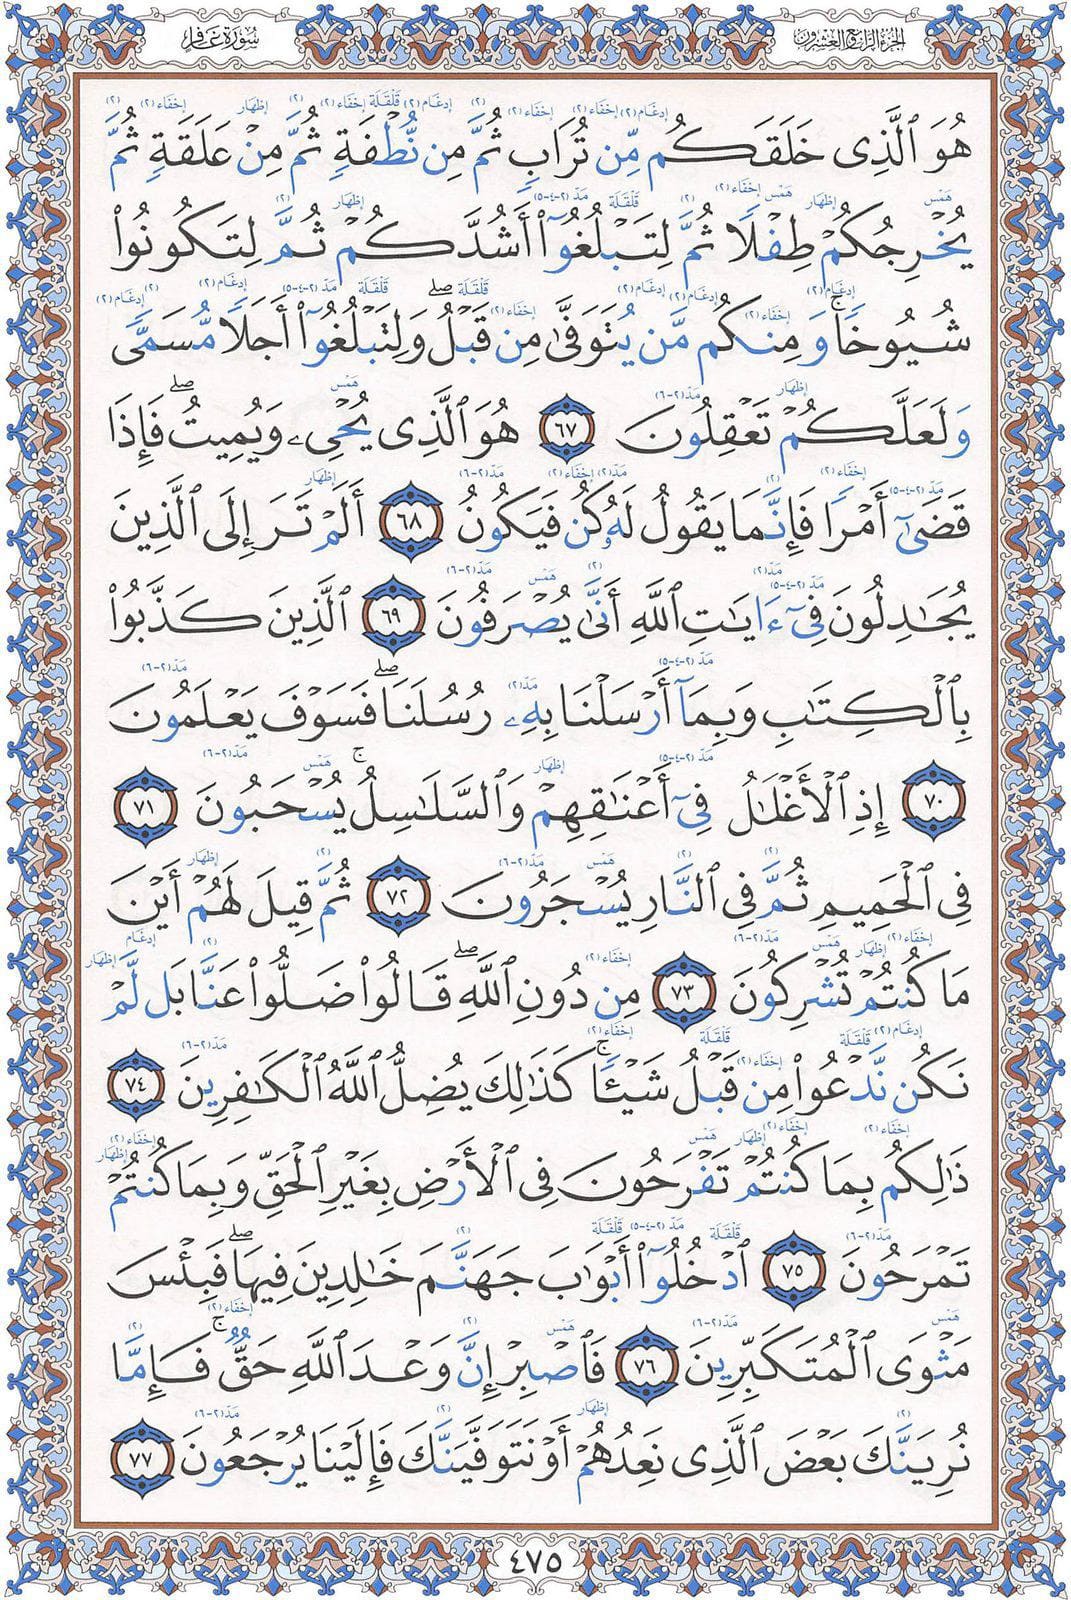 الجزء الرابع والعشرون
سورة غافر
هُوَ ٱلَّذِى خَلَقَكُم مِّن تُرَابٍ ثُمَّ مِن نُّطْفَةٍ ثُمَّ مِنْ عَلَقَةٍ ثُمَّ
يُخْرِجُكُمْ طِفْلًا ثُمَّ لِتَبْلُغُوٓا۟ أَشُدَّكُمْ ثُمَّ لِتَكُونُوا۟
شُيُوخًا ۚ وَمِنكُم مَّن يُتَوَفَّىٰ مِن قَبْلُ ۖ وَلِتَبْلُغُوٓا۟ أَجَلًا مُّسَمًّى
وَلَعَلَّكُمْ تَعْقِلُونَ ٦٧ هُوَ ٱلَّذِى يُحْىِۦ وَيُمِيتُ ۖ فَإِذَا
قَضَىٰٓ أَمْرًا فَإِنَّمَا يَقُولُ لَهُۥ كُن فَيَكُونُ ٦٨ أَلَمْ تَرَ إِلَى ٱلَّذِينَ
يُجَـٰدِلُونَ فِىٓ ءَايَـٰتِ ٱللَّهِ أَنَّىٰ يُصْرَفُونَ ٦٩ ٱلَّذِينَ كَذَّبُوا۟
بِٱلْكِتَـٰبِ وَبِمَآ أَرْسَلْنَا بِهِۦ رُسُلَنَا ۖ فَسَوْفَ يَعْلَمُونَ
٧٠ إِذِ ٱلْأَغْلَـٰلُ فِىٓ أَعْنَـٰقِهِمْ وَٱلسَّلَـٰسِلُ ۚ يُسْحَبُونَ ٧١
فِى ٱلْحَمِيمِ ثُمَّ فِى ٱلنَّارِ يُسْجَرُونَ ٧٢ ثُمَّ قِيلَ لَهُمْ أَيْنَ
مَا كُنتُمْ تُشْرِكُونَ ٧٣ مِن دُونِ ٱللَّهِ ۖ قَالُوا۟ ضَلُّوا۟ عَنَّا بَل لَّمْ
نَكُن نَّدْعُوا۟ مِن قَبْلُ شَيْـًٔا ۚ كَذَٰلِكَ يُضِلُّ ٱللَّهُ ٱلْكَـٰفِرِينَ ٧٤
ذَٰلِكُم بِمَا كُنتُمْ تَفْرَحُونَ فِى ٱلْأَرْضِ بِغَيْرِ ٱلْحَقِّ وَبِمَا كُنتُمْ
تَمْرَحُونَ ٧٥ ٱدْخُلُوٓا۟ أَبْوَٰبَ جَهَنَّمَ خَـٰلِدِينَ فِيهَا ۖ فَبِئْسَ
مَثْوَى ٱلْمُتَكَبِّرِينَ ٧٦ فَٱصْبِرْ إِنَّ وَعْدَ ٱللَّهِ حَقٌّ ۚ فَإِمَّا
نُرِيَنَّكَ بَعْضَ ٱلَّذِى نَعِدُهُمْ أَوْ نَتَوَفَّيَنَّكَ فَإِلَيْنَا يُرْجَعُونَ ٧٧
٤٧٥